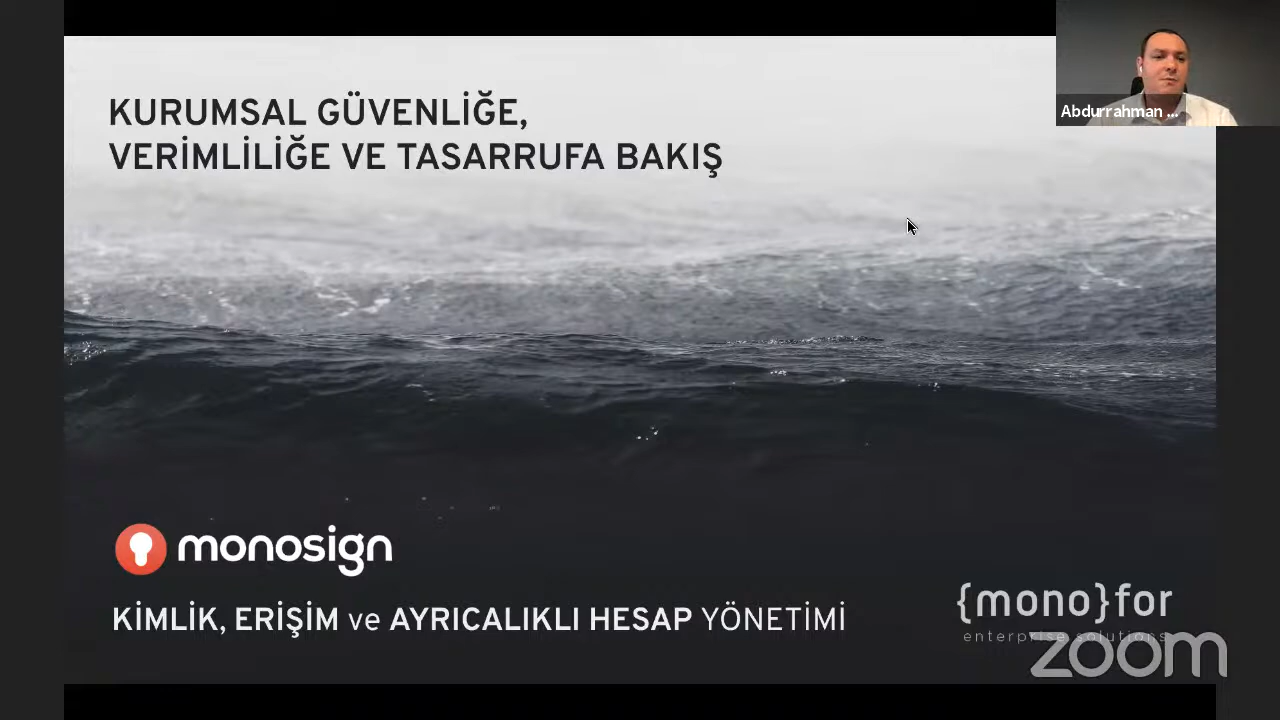 KURUMSAL GÜVENLİĞE,
VERİMLİLİĞE VE TASARRUFA BAKIŞ
Abdurrahman ...
monosign
KİMLİK, ERİŞİM ve AYRICALIKLI HESAP YÖNETİMİ
{mono}for
enterprise solutions
zoom